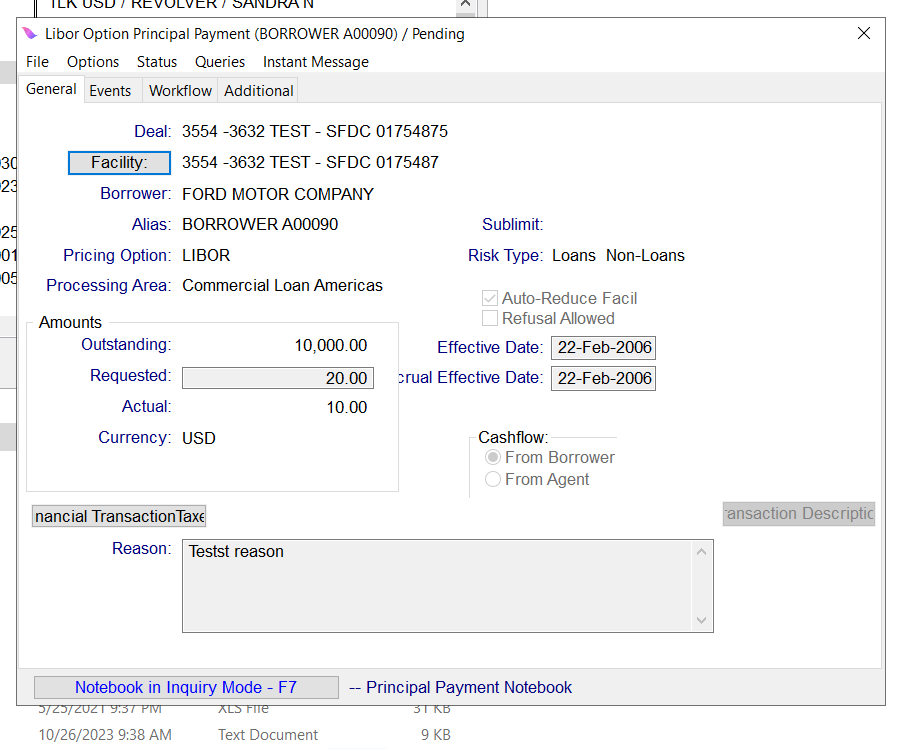 TLK USD / REVOLVER / SANDRA N
Libor Option Principal Payment (BORROWER A00090) / Pending
File Options Status Queries Instant Message
General Events Workflow Additional
Deal: 3554 -3632 TEST - SFDC 01754875
Facility: 3554 -3632 TEST - SFDC 0175487
Borrower: FORD MOTOR COMPANY
Alias: BORROWER A00090 Sublimit:
Pricing Option: LIBOR Risk Type: Loans Non-Loans
Processing Area: Commercial Loan Americas
Auto-Reduce Facil
Refusal Allowed
Amounts
Outstanding: 10,000.00 Effective Date: 22-Feb-2006
Requested: 20.00 crual Effective Date: 22-Feb-2006
Actual: 10.00
Currency: USD Cashflow:
From Borrower
From Agent
nancial TransactionTaxe ransaction Descriptic
Reason: Testst reason
Notebook in Inquiry Mode - F7 -- Principal Payment Notebook
5/25/2021 9:37 PM XLS File 31 KB
10/26/2023 9:38 AM Text Document 9 KB